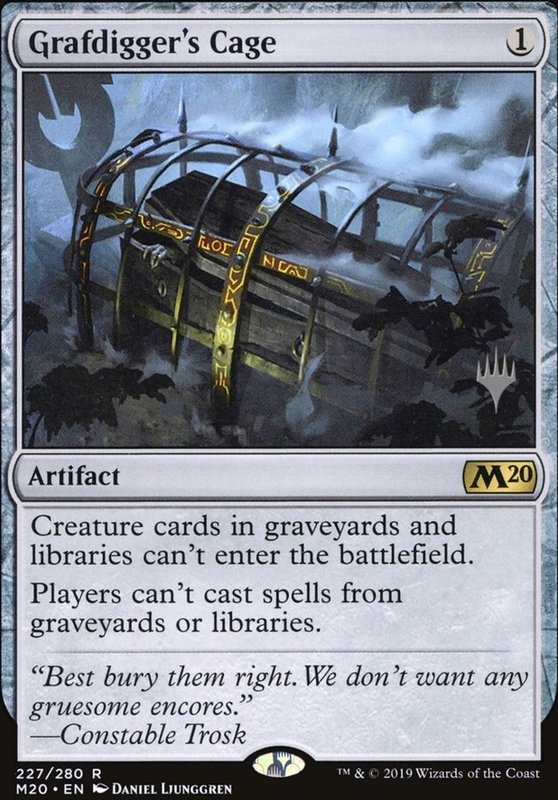 Grafdigger's Cage 1
Artifact M20
Creature cards in graveyards and
libraries can't enter the battlefield.
Players can't cast spells from
graveyards or libraries.
“Best bury them right. We don't want any
gruesome encores.”
—Constable Trosk
227/280 R
M20 • EN Daniel Ljunggren
™ & © 2019 Wizards of the Coast